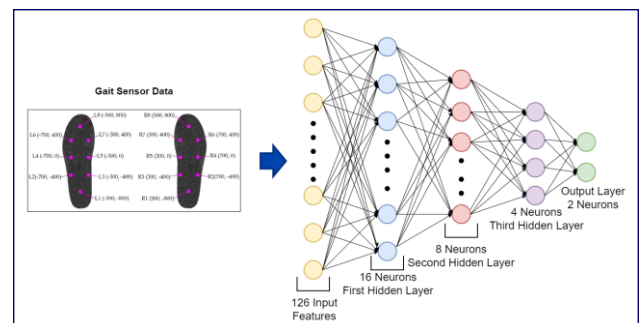 Gait Sensor Data
L8 (-300, 800)
R8 (300, 800)
L6 (-700, 400)
L7 (-300, 400)
R7 (300, 400)
R6 (700, 400)
L4 (-700, 0)
L5 (-300, 0)
R5 (300, 0)
R4 (700, 0)
L2(-700, -400)
L3 (-300, -400)
R3 (300, -400)
R2(700, -400)
L1 (-300, -800)
R1 (300, -800)
Output Layer
2 Neurons
4 Neurons
Third Hidden Layer
8 Neurons
Second Hidden Layer
16 Neurons
First Hidden Layer
126 Input
Features